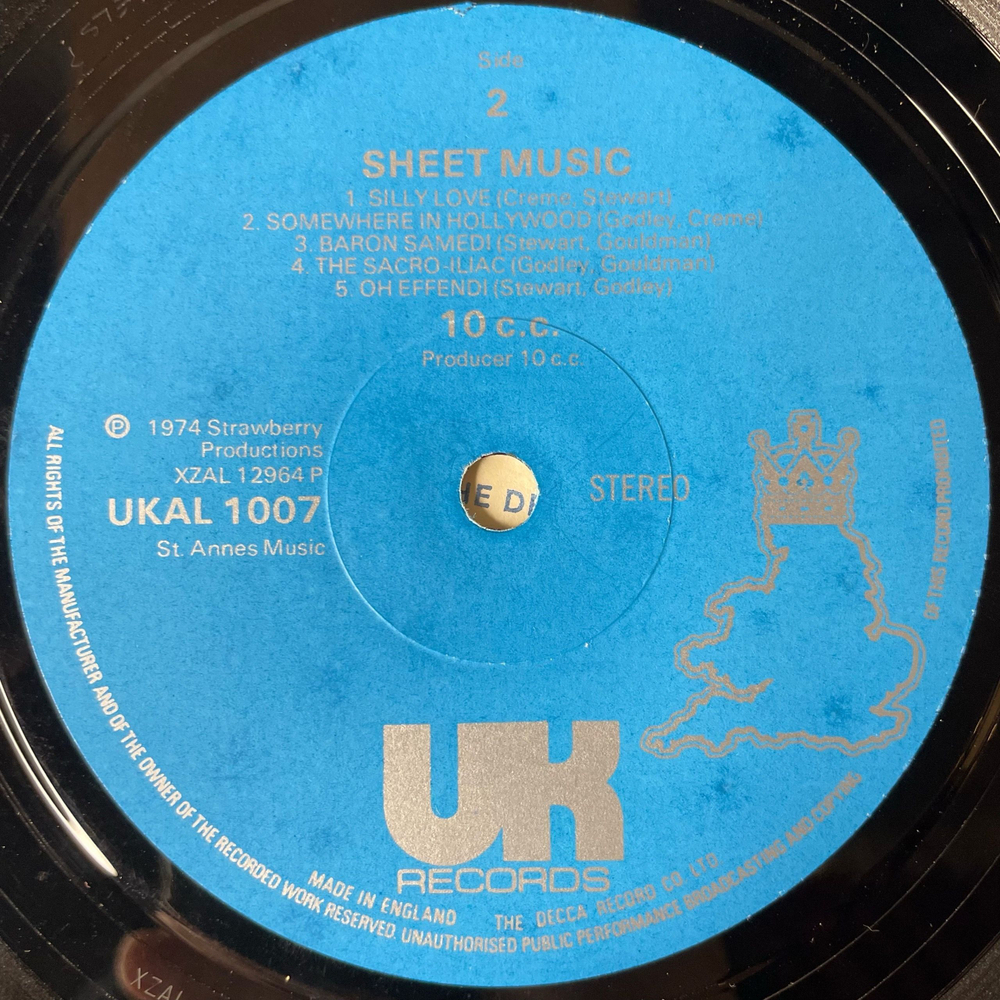 Side
2
SHEET MUSIC
1. SILLY LOVE (Creme, Stewart)
2. SOMEWHERE IN HOLLYWOOD (Godley, Creme)
3. BARON SAMEDI (Stewart, Gouldman)
4. THE SACRO-ILIAC (Godley, Gouldman)
5. OH EFFENDI (Stewart, Godley)
10 c.c.
Producer 10 c.c.
℗ 1974 Strawberry
Productions
XZAL 12964 P
UKAL 1007
St. Annes Music
STEREO
HE DI
UK
RECORDS
MADE IN ENGLAND THE DECCA RECORD CO LTD
ALL RIGHTS OF THE MANUFACTURER AND OF THE OWNER OF THE RECORDED WORK RESERVED. UNAUTHORISED PUBLIC PERFORMANCE BROADCASTING AND COPYING OF THIS RECORD PROHIBITED
XZAL